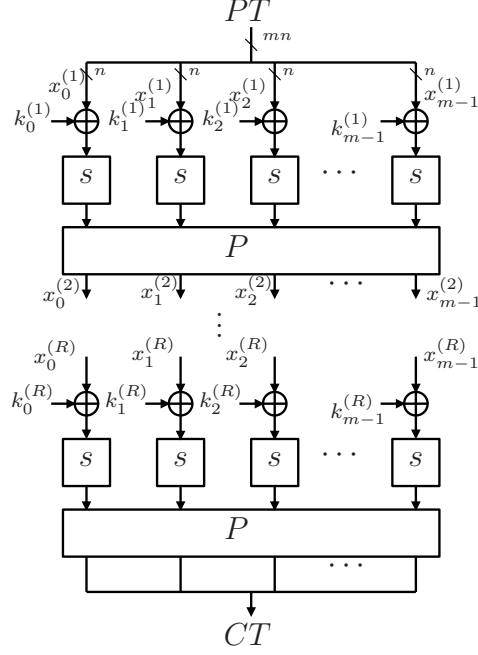 PT
mn
n n n n
x_0^{(1)} x_1^{(1)} x_2^{(1)} x_{m-1}^{(1)}
k_0^{(1)} k_1^{(1)} k_2^{(1)} k_{m-1}^{(1)}
s s s ... s
P
x_0^{(2)} x_1^{(2)} x_2^{(2)} ... x_{m-1}^{(2)}
⋮
x_0^{(R)} x_1^{(R)} x_2^{(R)} x_{m-1}^{(R)}
k_0^{(R)} k_1^{(R)} k_2^{(R)} k_{m-1}^{(R)}
s s s ... s
P
...
CT